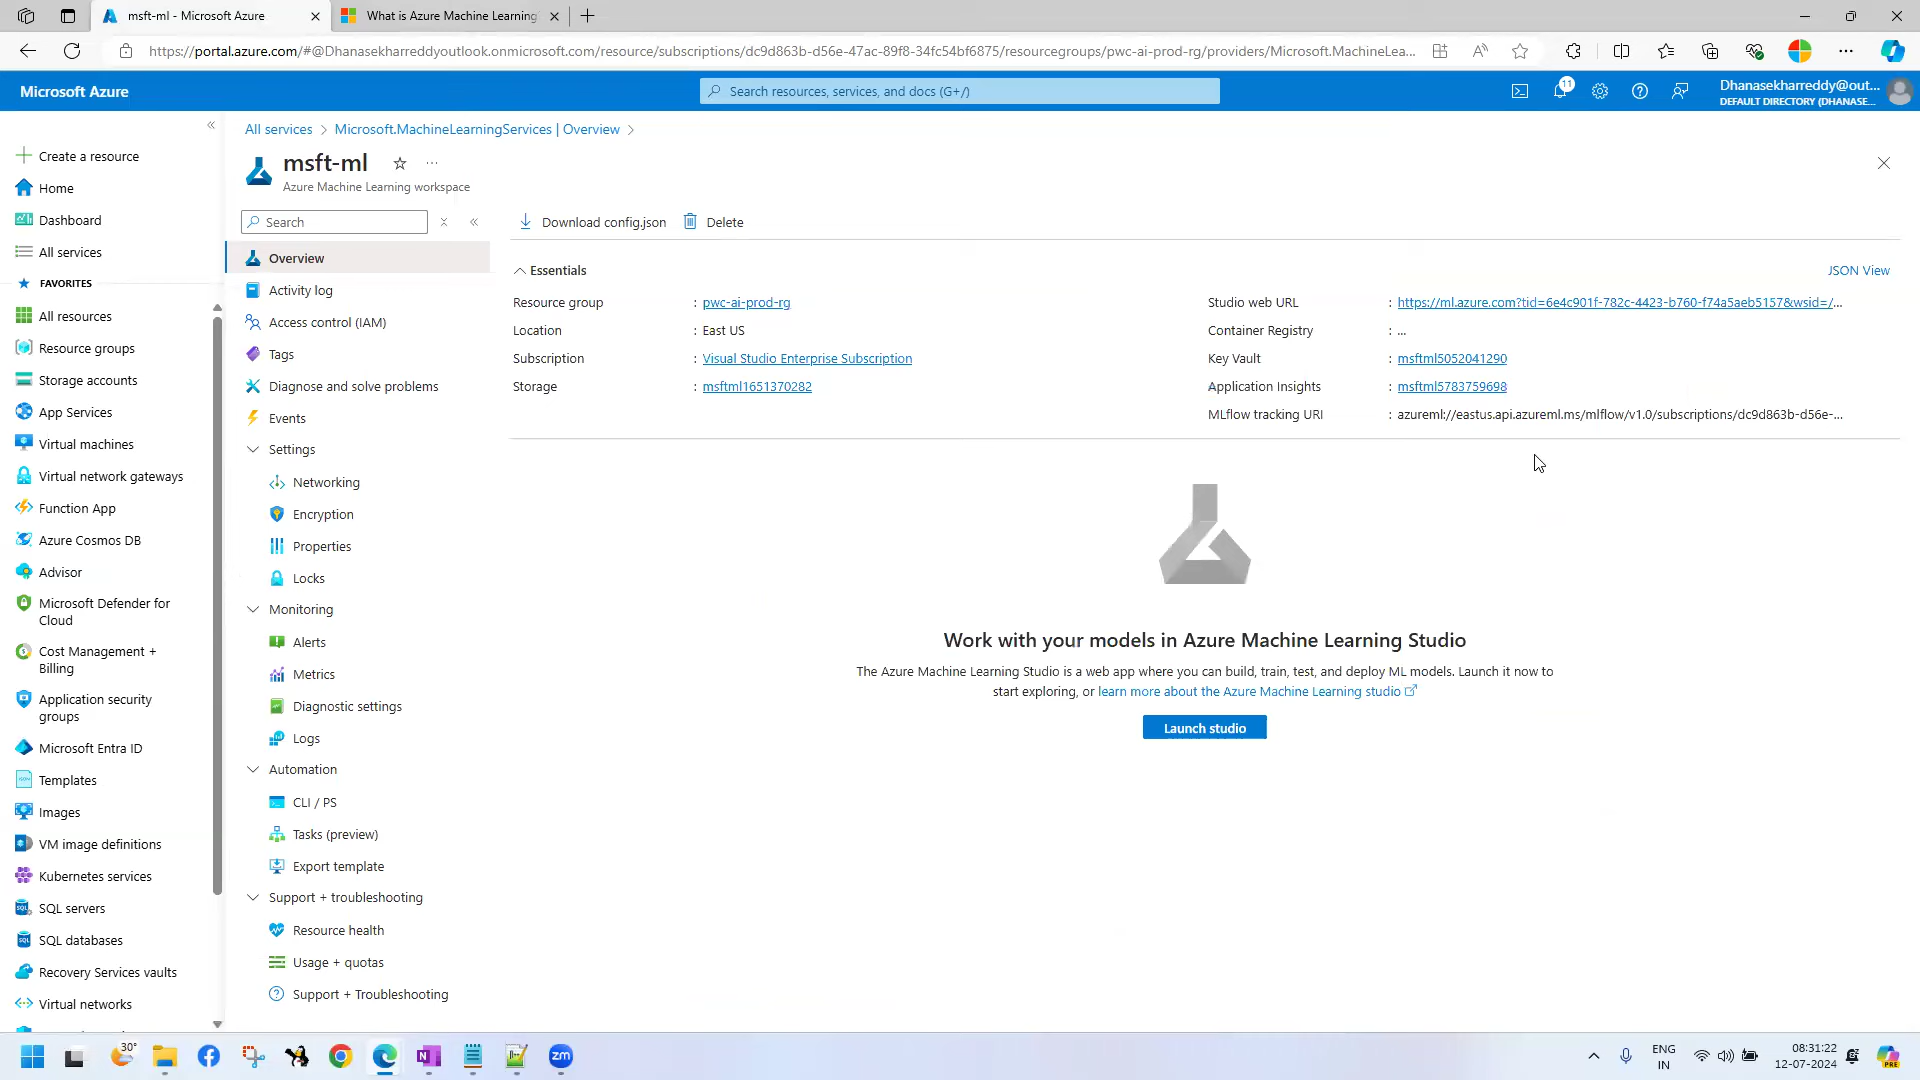 msft-ml - Microsoft Azure
What is Azure Machine Learning
https://portal.azure.com/#@Dhanasekharreddyoutlook.onmicrosoft.com/resource/subscriptions/dc9d863b-d56e-47ac-89f8-34fc54bf6875/resourcegroups/pwc-ai-prod-rg/providers/Microsoft.MachineLea...
Microsoft Azure
Search resources, services, and docs (G+/)
11
Dhanasekharreddy@out...
DEFAULT DIRECTORY (DHANASE...
Create a resource
Home
Dashboard
All services
FAVORITES
All resources
Resource groups
Storage accounts
App Services
Virtual machines
Virtual network gateways
Function App
Azure Cosmos DB
Advisor
Microsoft Defender for
Cloud
Cost Management +
Billing
Application security
groups
Microsoft Entra ID
Templates
Images
VM image definitions
Kubernetes services
SQL servers
SQL databases
Recovery Services vaults
Virtual networks
All services > Microsoft.MachineLearningServices | Overview >
msft-ml
Azure Machine Learning workspace
Search
Overview
Activity log
Access control (IAM)
Tags
Diagnose and solve problems
Events
Settings
Networking
Encryption
Properties
Locks
Monitoring
Alerts
Metrics
Diagnostic settings
Logs
Automation
CLI / PS
Tasks (preview)
Export template
Support + troubleshooting
Resource health
Usage + quotas
Support + Troubleshooting
Download config.json
Delete
Essentials
JSON View
Resource group : pwc-ai-prod-rg
Location : East US
Subscription : Visual Studio Enterprise Subscription
Storage : msftml1651370282
Studio web URL : https://ml.azure.com?tid=6e4c901f-782c-4423-b760-f74a5aeb5157&wsid=/...
Container Registry : ...
Key Vault : msftml5052041290
Application Insights : msftml5783759698
MLflow tracking URI : azureml://eastus.api.azureml.ms/mlflow/v1.0/subscriptions/dc9d863b-d56e-...
Work with your models in Azure Machine Learning Studio
The Azure Machine Learning Studio is a web app where you can build, train, test, and deploy ML models. Launch it now to
start exploring, or learn more about the Azure Machine Learning studio
Launch studio
30°
zm
ENG
IN
08:31:22
12-07-2024
PRE